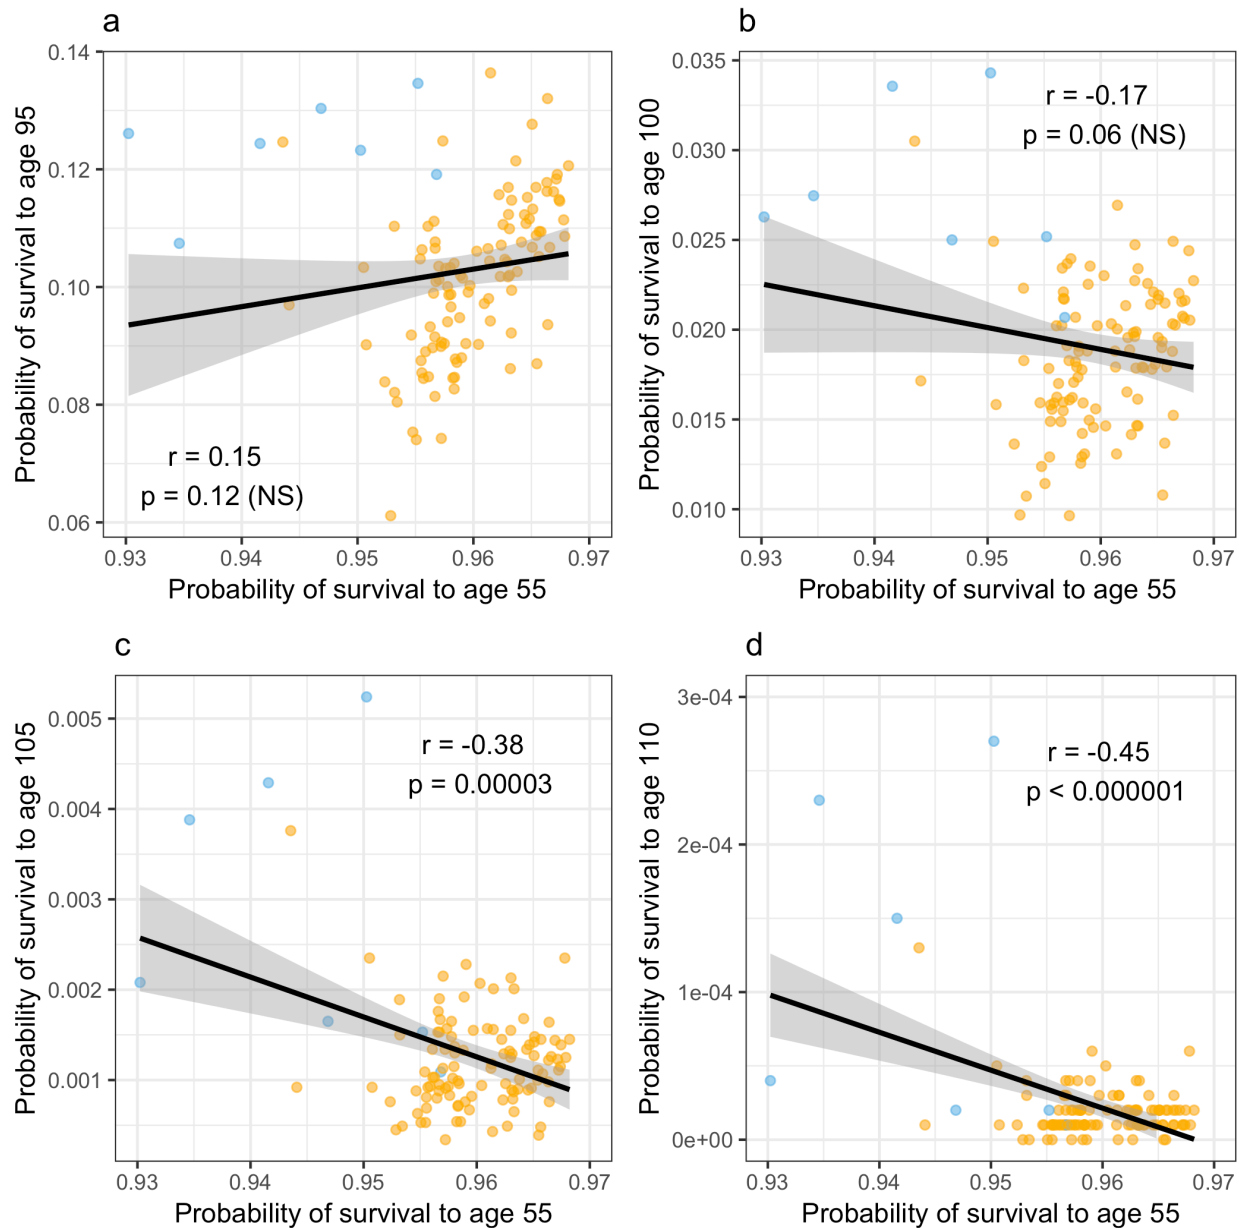 a
Probability of survival to age 95
0.14
0.12
0.10
0.08
0.06
r = 0.15
p = 0.12 (NS)
0.93 0.94 0.95 0.96 0.97
Probability of survival to age 55
b
Probability of survival to age 100
0.035
0.030
0.025
0.020
0.015
0.010
r = -0.17
p = 0.06 (NS)
0.93 0.94 0.95 0.96 0.97
Probability of survival to age 55
c
Probability of survival to age 105
0.005
0.004
0.003
0.002
0.001
r = -0.38
p = 0.00003
0.93 0.94 0.95 0.96 0.97
Probability of survival to age 55
d
Probability of survival to age 110
3e-04
2e-04
1e-04
0e+00
r = -0.45
p < 0.000001
0.93 0.94 0.95 0.96 0.97
Probability of survival to age 55